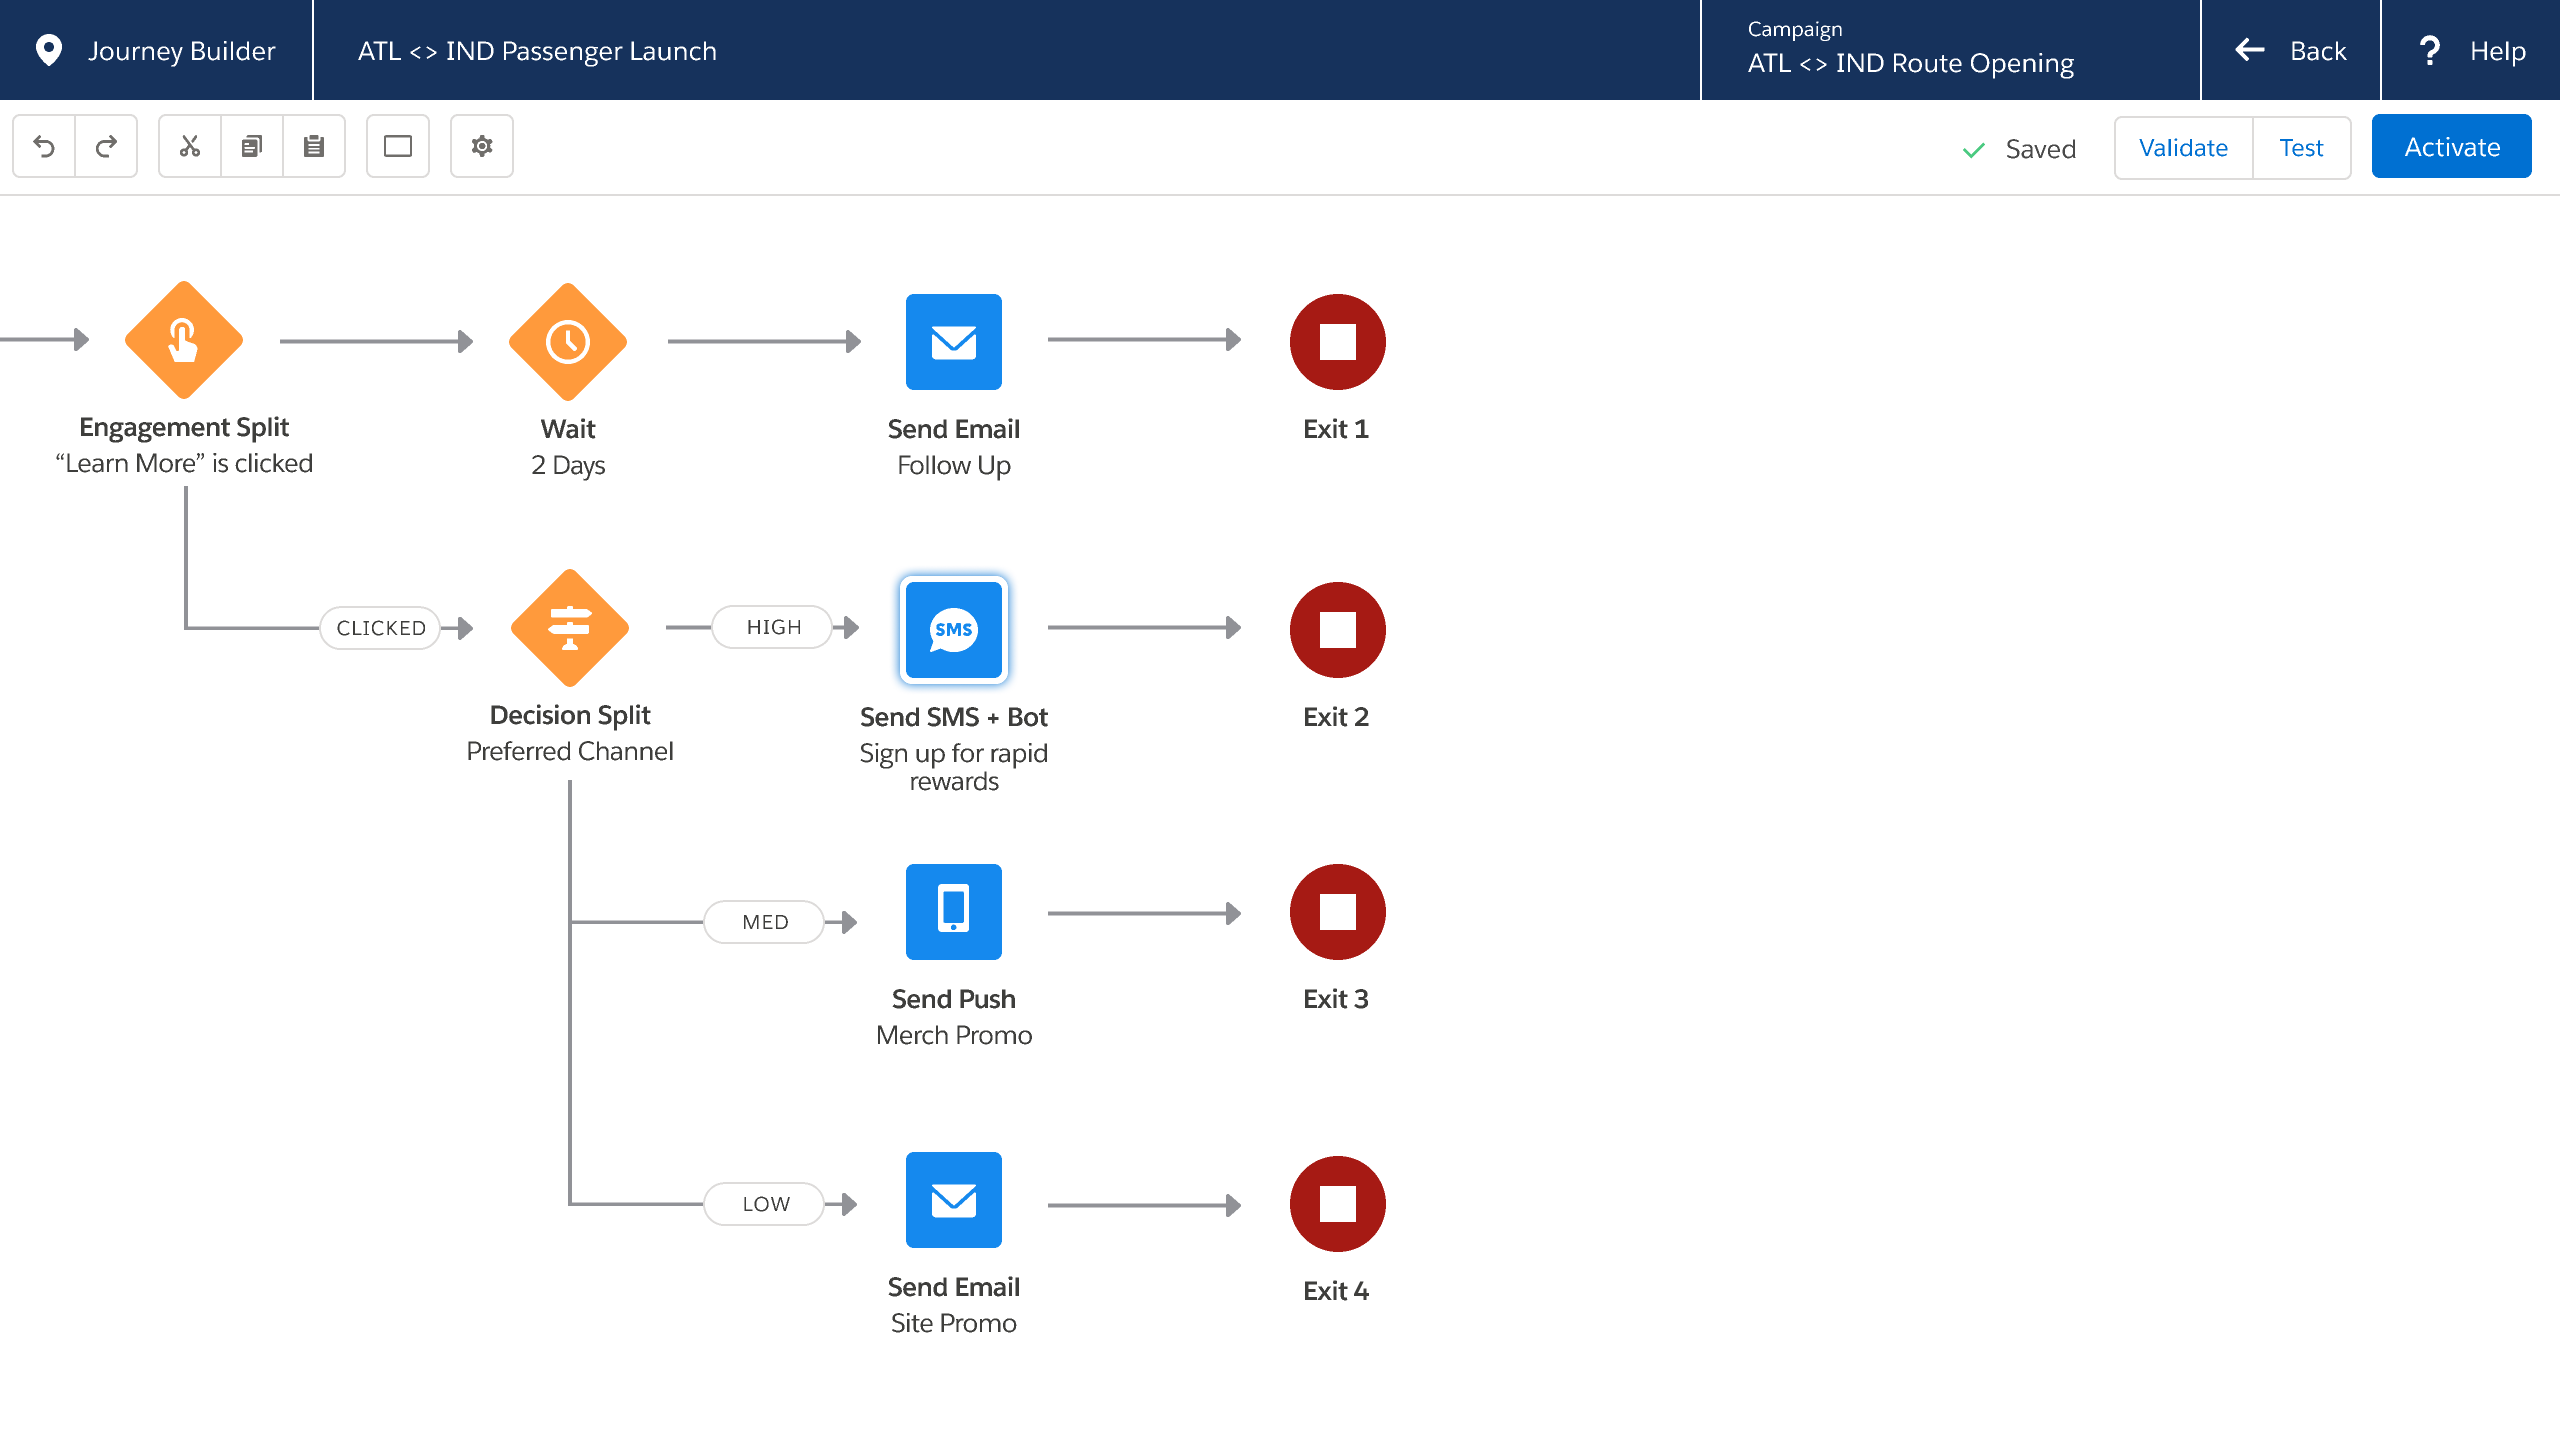 Journey Builder
ATL <> IND Passenger Launch
Campaign
ATL <> IND Route Opening
Back
? Help
Saved
Validate
Test
Activate
Engagement Split
“Learn More” is clicked
Wait
2 Days
Send Email
Follow Up
Exit 1
CLICKED
HIGH
SMS
Decision Split
Preferred Channel
Send SMS + Bot
Sign up for rapid
rewards
Exit 2
MED
Send Push
Merch Promo
Exit 3
LOW
Send Email
Site Promo
Exit 4